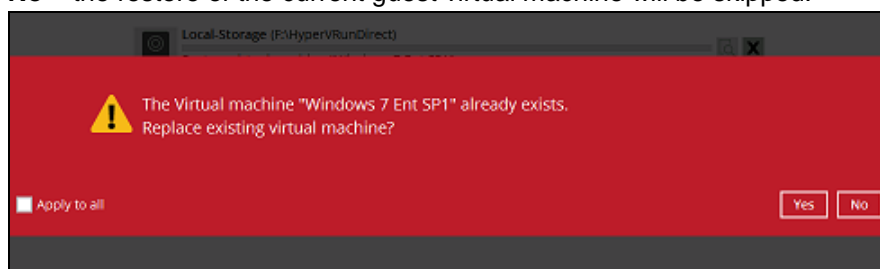 Local-Storage (F:\HyperVRunDirect)
The Virtual machine "Windows 7 Ent SP1" already exists.
Replace existing virtual machine?
Apply to all
Yes
No